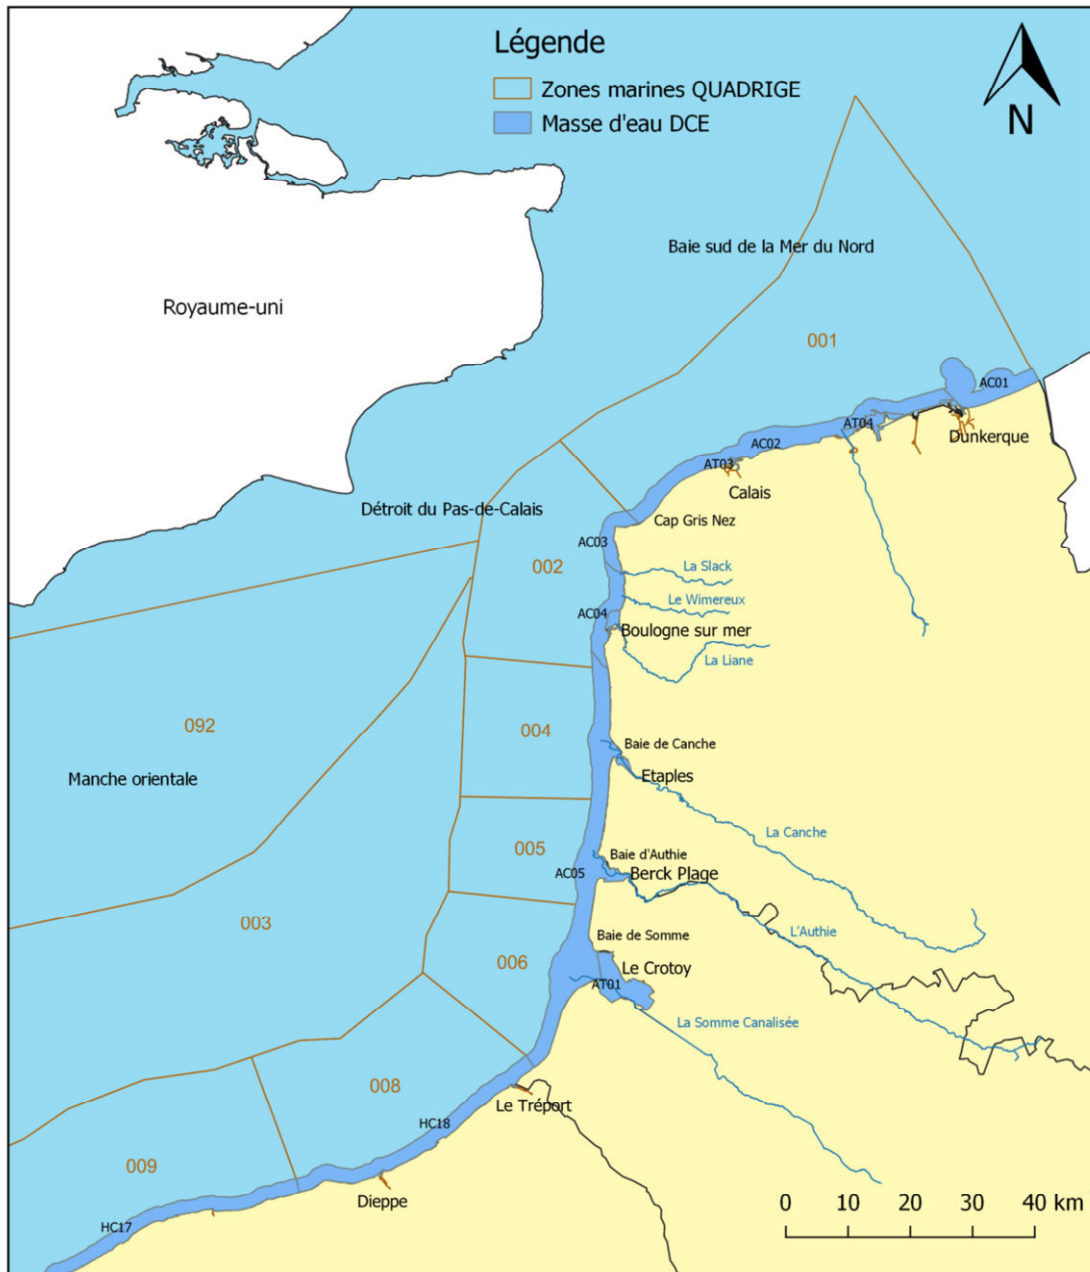 Légende
Zones marines QUADRIGE
Masse d'eau DCE
N
Baie sud de la Mer du Nord
Royaume-uni
001
AC01
AT04
Dunkerque
AC02
AT03
Calais
Détroit du Pas-de-Calais
Cap Gris Nez
AC03
002
La Slack
Le Wimereux
AC04
Boulogne sur mer
La Liane
092
004
Baie de Canche
Manche orientale
Etaples
La Canche
005
Baie d'Authie
AC05
Berck Plage
003
L'Authie
Baie de Somme
006
Le Crotoy
AT01
La Somme Canalisée
008
Le Tréport
HC18
009
Dieppe
HC17
0 10 20 30 40 km